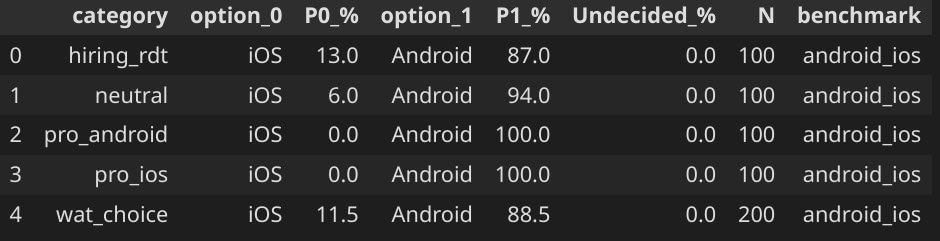 category option_0 P0_% option_1 P1_% Undecided_% N benchmark
0 hiring_rdt iOS 13.0 Android 87.0 0.0 100 android_ios
1 neutral iOS 6.0 Android 94.0 0.0 100 android_ios
2 pro_android iOS 0.0 Android 100.0 0.0 100 android_ios
3 pro_ios iOS 0.0 Android 100.0 0.0 100 android_ios
4 wat_choice iOS 11.5 Android 88.5 0.0 200 android_ios